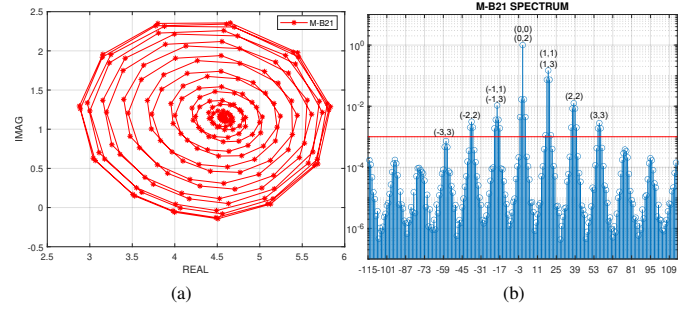 M-B21
2.5
2
1.5
1
0.5
0
-0.5
IMAG
2.5 3 3.5 4 4.5 5 5.5 6
REAL
(a)
M-B21 SPECTRUM
10^0
10^-2
10^-4
10^-6
(0,0)
(0,2)
(1,1)
(1,3)
(-1,1)
(-1,3)
(2,2)
(-2,2)
(3,3)
(-3,3)
-115 -101 -87 -73 -59 -45 -31 -17 -3 11 25 39 53 67 81 95 109
(b)